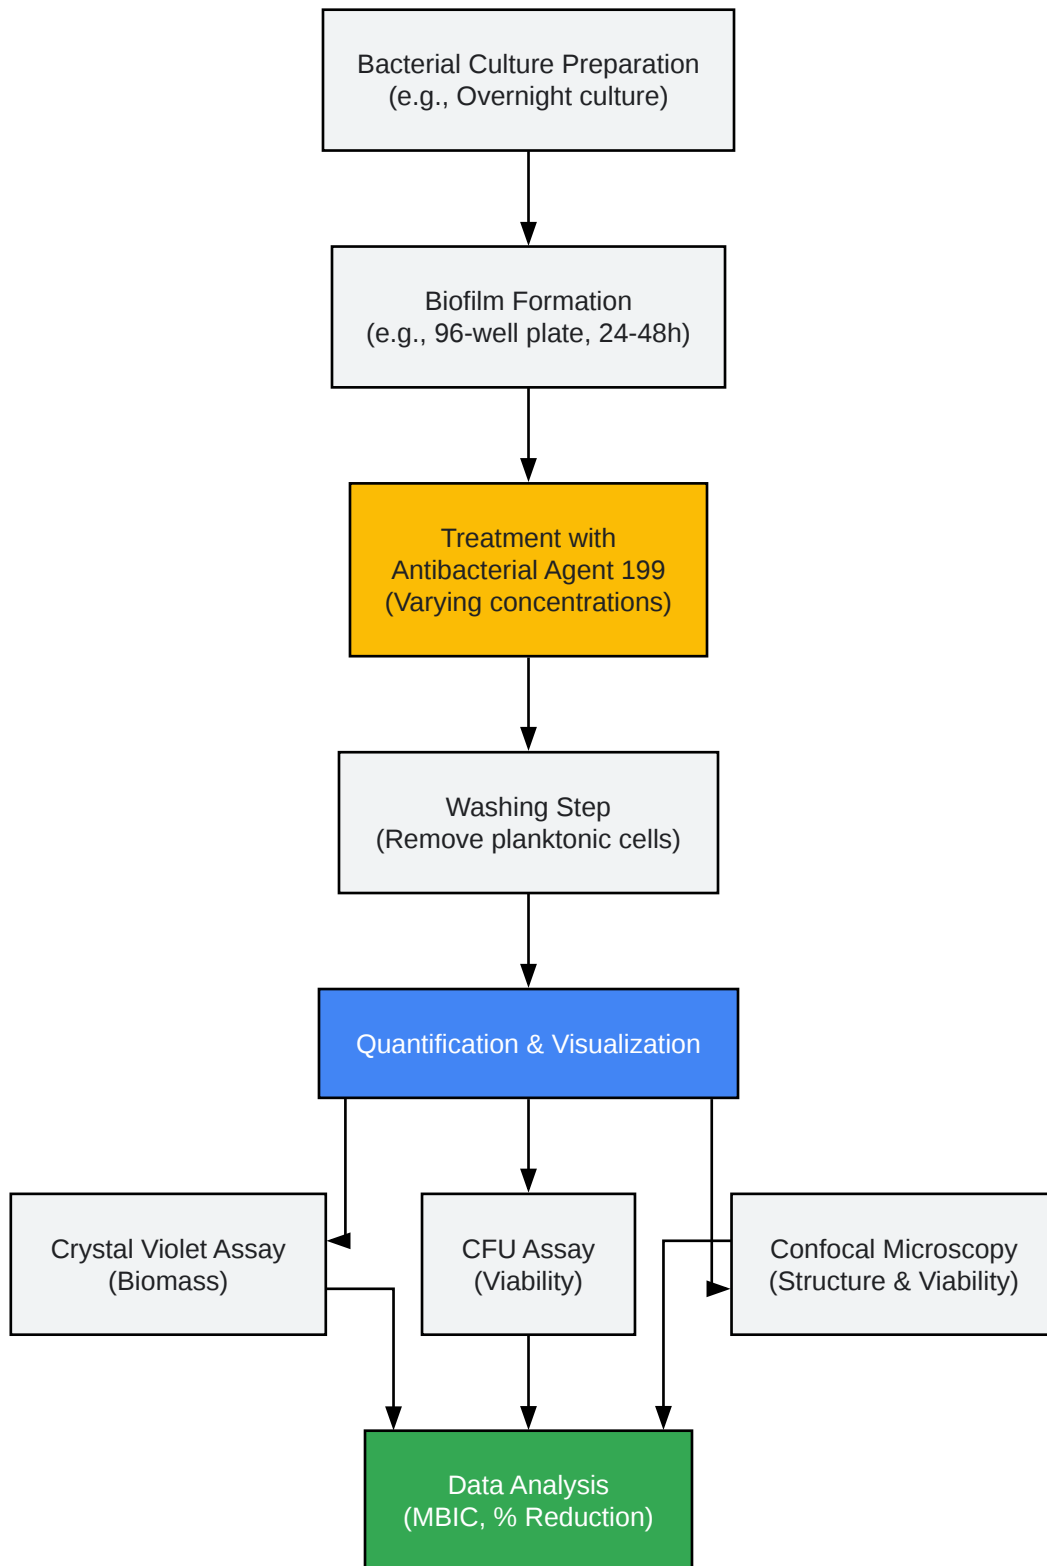 Bacterial Culture Preparation
(e.g., Overnight culture)
Biofilm Formation
(e.g., 96-well plate, 24-48h)
Treatment with
Antibacterial Agent 199
(Varying concentrations)
Washing Step
(Remove planktonic cells)
Quantification & Visualization
Crystal Violet Assay
(Biomass)
CFU Assay
(Viability)
Confocal Microscopy
(Structure & Viability)
Data Analysis
(MBIC, % Reduction)